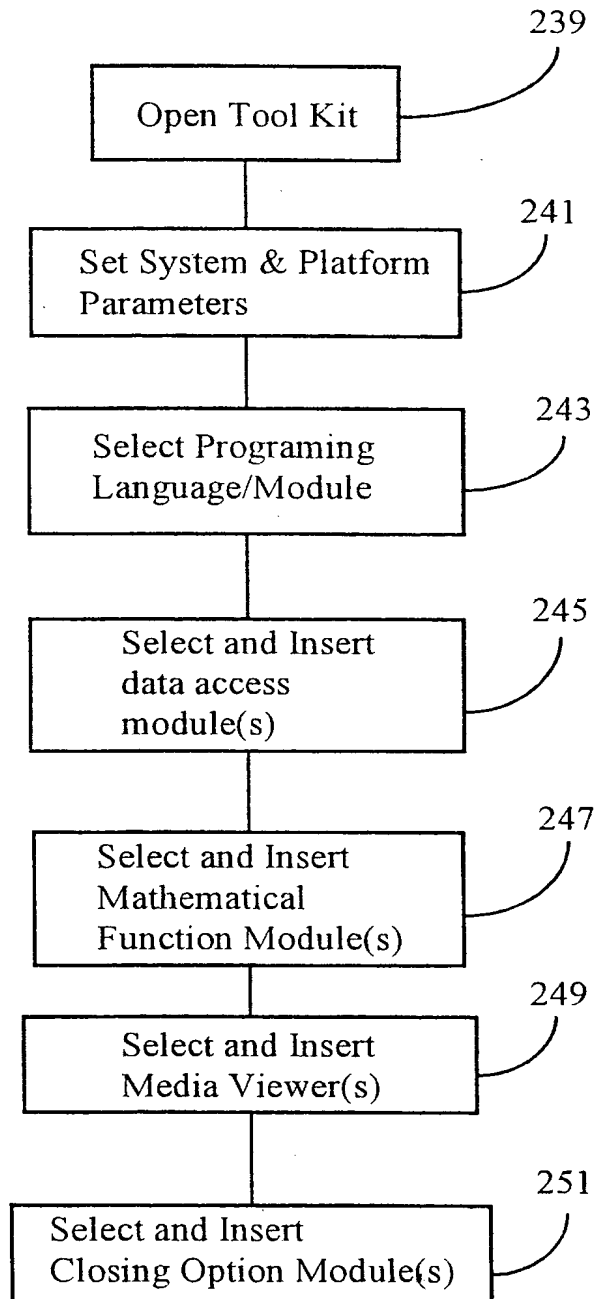 239
Open Tool Kit
241
Set System & Platform
Parameters
243
Select Programing
Language/Module
245
Select and Insert
data access
module(s)
247
Select and Insert
Mathematical
Function Module(s)
249
Select and Insert
Media Viewer(s)
251
Select and Insert
Closing Option Module(s)